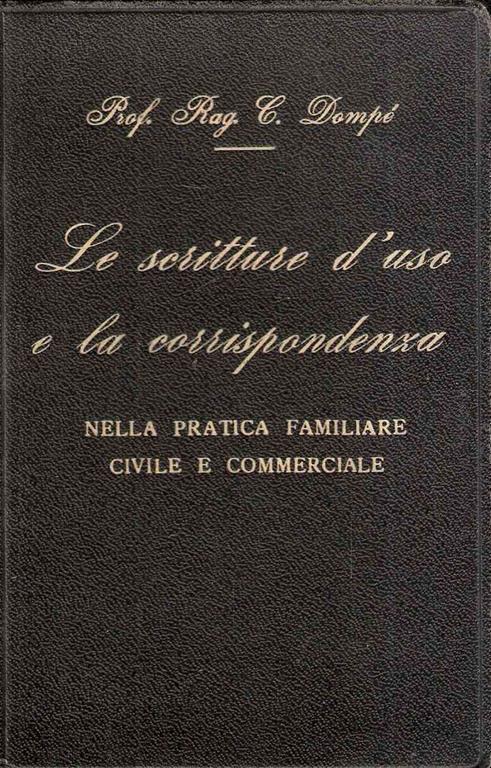 Prof. Rag. C. Dompé
Le scritture d'uso
e la corrispondenza
NELLA PRATICA FAMILIARE
CIVILE E COMMERCIALE